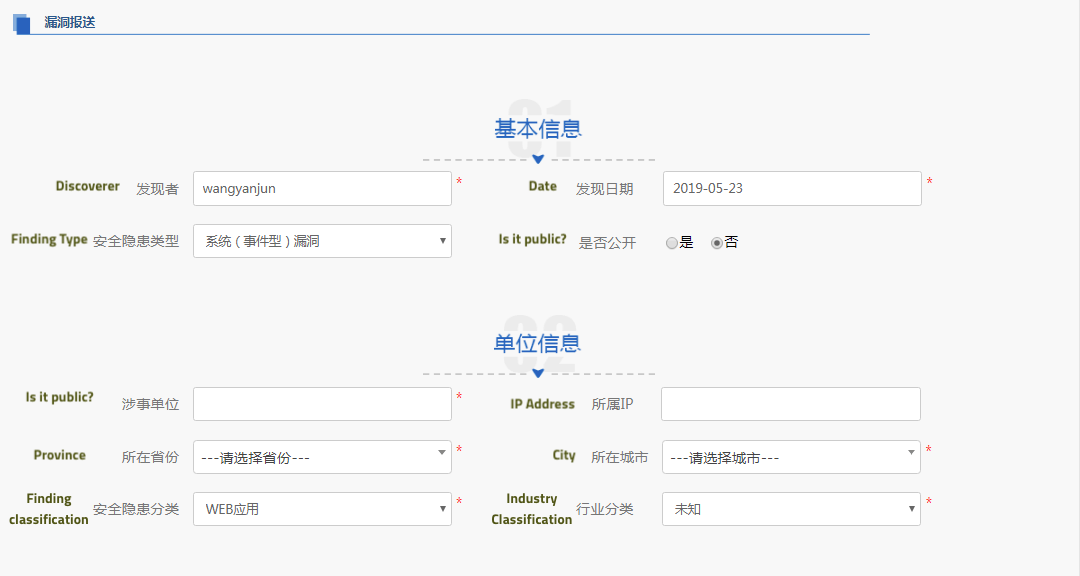 漏洞报送
01
基本信息
Discoverer 发现者 wangyanjun *
Date 发现日期 2019-05-23 *
Finding Type 安全隐患类型 系统（事件型）漏洞
Is it public? 是否公开 是 否
02
单位信息
Is it public? 涉事单位 *
IP Address 所属IP
Province 所在省份 ---请选择省份--- *
City 所在城市 ---请选择城市--- *
Finding
classification 安全隐患分类 WEB应用 *
Industry
Classification 行业分类 未知 *